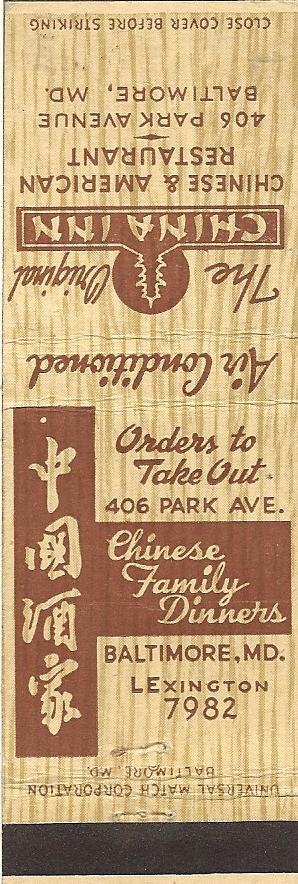 CLOSE COVER BEFORE STRIKING
The Original
CHINA INN
CHINESE & AMERICAN
RESTAURANT
406 PARK AVENUE
BALTIMORE, MD.
Air Conditioned
中國酒家
Orders to
Take Out
406 PARK AVE.
Chinese
Family
Dinners
BALTIMORE, MD.
LEXINGTON
7982
UNIVERSAL MATCH CORPORATION
BALTIMORE, MD.